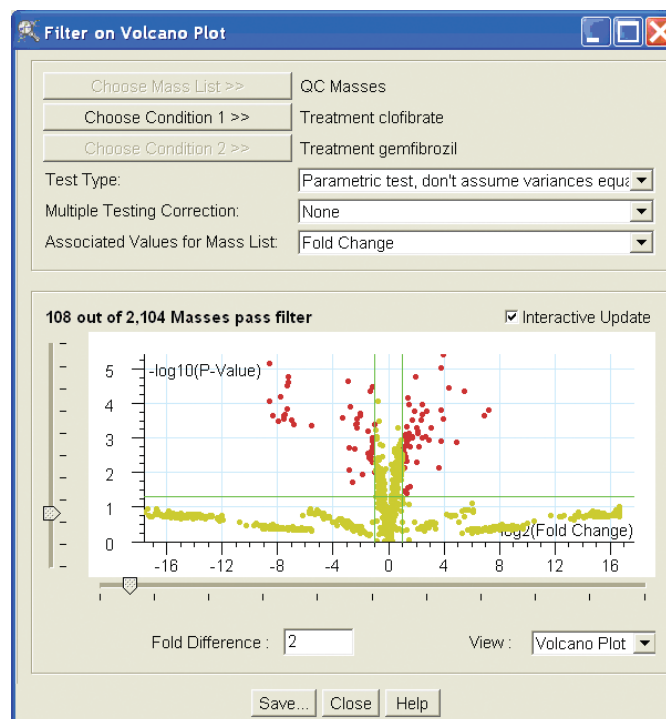 Filter on Volcano Plot
Choose Mass List >> QC Masses
Choose Condition 1 >> Treatment clofibrate
Choose Condition 2 >> Treatment gemfibrozil
Test Type: Parametric test, don't assume variances equa
Multiple Testing Correction: None
Associated Values for Mass List: Fold Change
108 out of 2,104 Masses pass filter Interactive Update
-log10(P-Value)
5
4
3
2
1
0
log2(Fold Change)
-16 -12 -8 -4 0 4 8 12 16
Fold Difference : 2 View : Volcano Plot
Save... Close Help